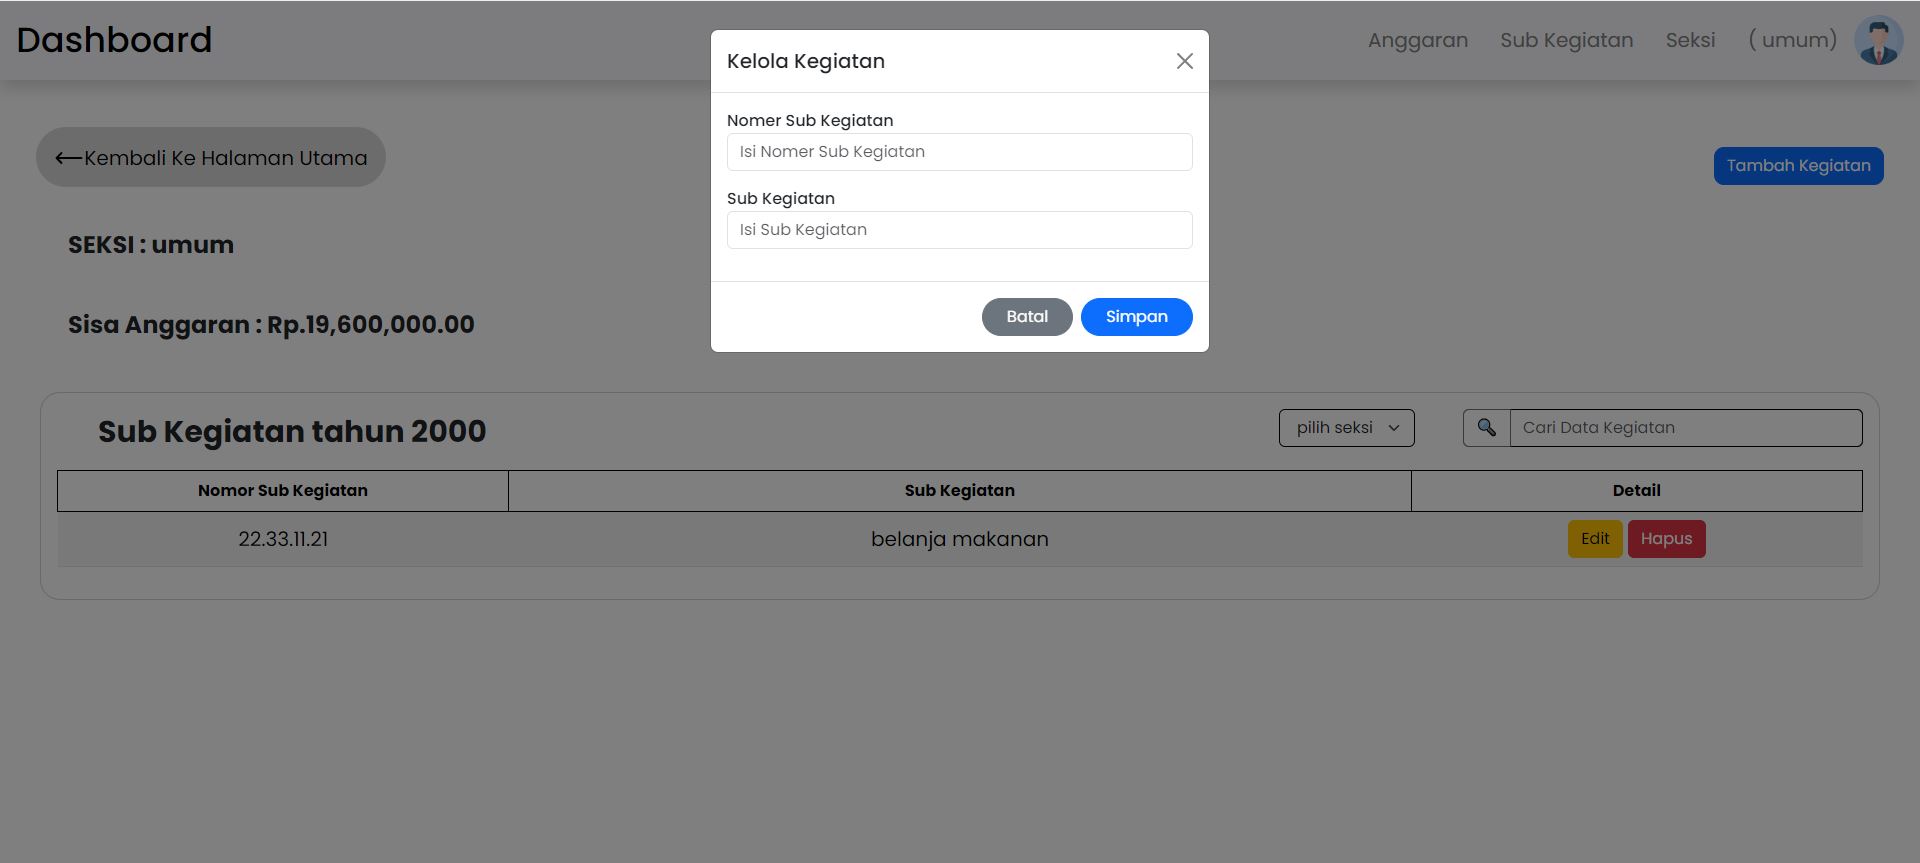 Dashboard
Anggaran Sub Kegiatan Seksi ( umum)
Kelola Kegiatan
Nomer Sub Kegiatan
Isi Nomer Sub Kegiatan
Sub Kegiatan
Isi Sub Kegiatan
Batal Simpan
Kembali Ke Halaman Utama
Tambah Kegiatan
SEKSI : umum
Sisa Anggaran : Rp.19,600,000.00
Sub Kegiatan tahun 2000
pilih seksi
Cari Data Kegiatan
Nomor Sub Kegiatan Sub Kegiatan Detail
22.33.11.21 belanja makanan Edit Hapus